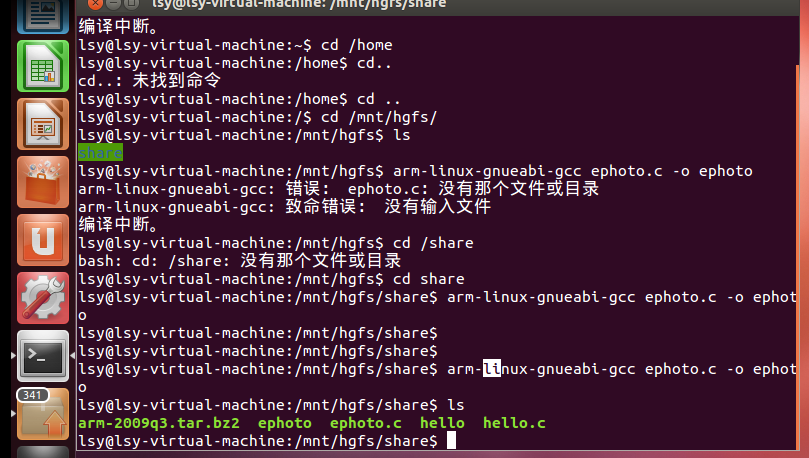 lsy@lsy-virtual-machine: /mnt/hgfs/share
编译中断。
lsy@lsy-virtual-machine:~$ cd /home
lsy@lsy-virtual-machine:/home$ cd..
cd..: 未找到命令
lsy@lsy-virtual-machine:/home$ cd ..
lsy@lsy-virtual-machine:/$ cd /mnt/hgfs/
lsy@lsy-virtual-machine:/mnt/hgfs$ ls
share
lsy@lsy-virtual-machine:/mnt/hgfs$ arm-linux-gnueabi-gcc ephoto.c -o ephoto
arm-linux-gnueabi-gcc: 错误： ephoto.c: 没有那个文件或目录
arm-linux-gnueabi-gcc: 致命错误： 没有输入文件
编译中断。
lsy@lsy-virtual-machine:/mnt/hgfs$ cd /share
bash: cd: /share: 没有那个文件或目录
lsy@lsy-virtual-machine:/mnt/hgfs$ cd share
lsy@lsy-virtual-machine:/mnt/hgfs/share$ arm-linux-gnueabi-gcc ephoto.c -o ephot
o
lsy@lsy-virtual-machine:/mnt/hgfs/share$
lsy@lsy-virtual-machine:/mnt/hgfs/share$
lsy@lsy-virtual-machine:/mnt/hgfs/share$ arm-linux-gnueabi-gcc ephoto.c -o ephot
o
lsy@lsy-virtual-machine:/mnt/hgfs/share$ ls
arm-2009q3.tar.bz2 ephoto ephoto.c hello hello.c
lsy@lsy-virtual-machine:/mnt/hgfs/share$
341